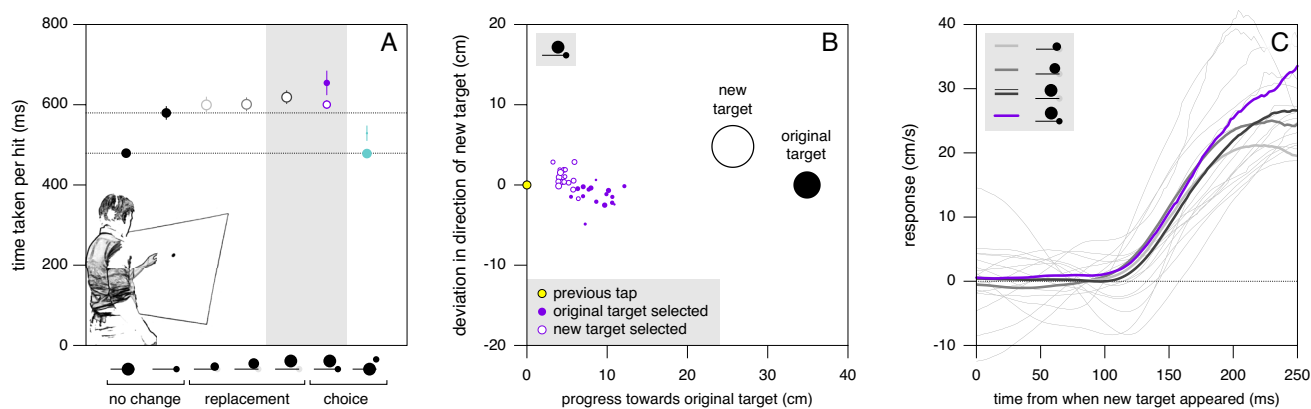 A
time taken per hit (ms)
800
600
400
200
0
no change
replacement
choice
B
deviation in direction of new target (cm)
20
10
0
-10
-20
new
target
original
target
previous tap
original target selected
new target selected
0
10
20
30
40
progress towards original target (cm)
C
response (cm/s)
40
30
20
10
0
-10
0
50
100
150
200
250
time from when new target appeared (ms)